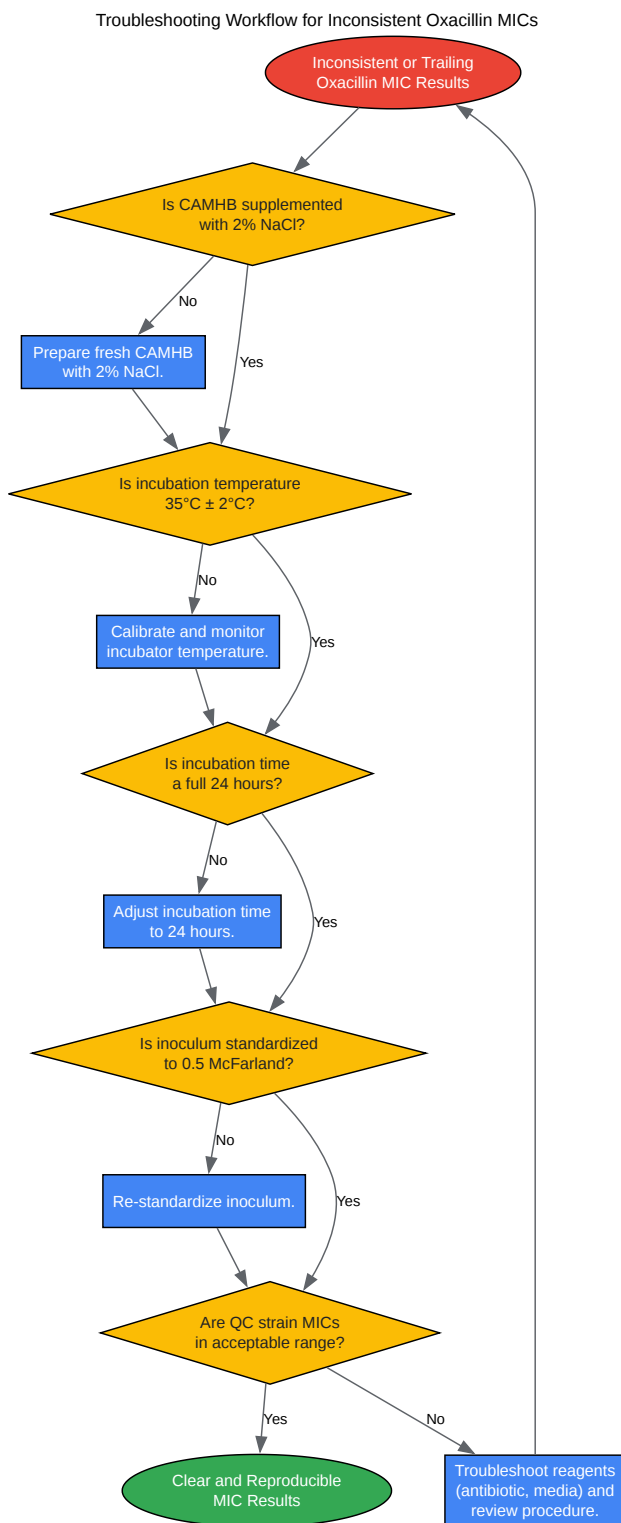 Troubleshooting Workflow for Inconsistent Oxacillin MICs
Inconsistent or Trailing
Oxacillin MIC Results
Is CAMHB supplemented
with 2% NaCl?
No
Yes
Prepare fresh CAMHB
with 2% NaCl.
Is incubation temperature
35°C ± 2°C?
No
Yes
Calibrate and monitor
incubator temperature.
Is incubation time
a full 24 hours?
No
Yes
Adjust incubation time
to 24 hours.
Is inoculum standardized
to 0.5 McFarland?
No
Yes
Re-standardize inoculum.
Are QC strain MICs
in acceptable range?
Yes
No
Clear and Reproducible
MIC Results
Troubleshoot reagents
(antibiotic, media) and
review procedure.